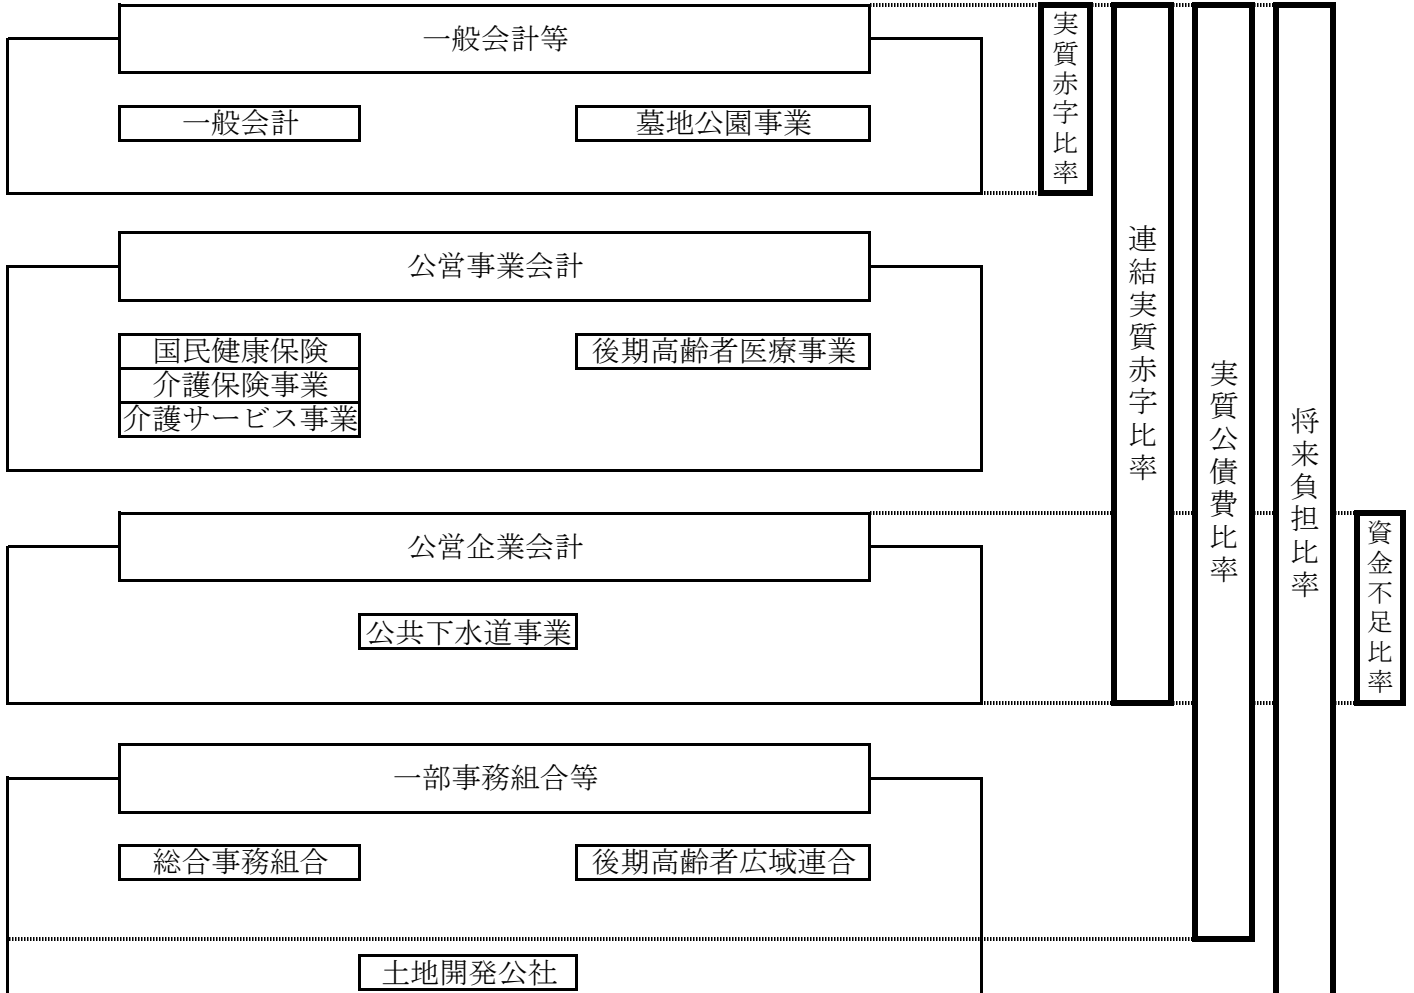 一般会計等
一般会計
墓地公園事業
公営事業会計
国民健康保険
後期高齢者医療事業
介護保険事業
介護サービス事業
公営企業会計
公共下水道事業
一部事務組合等
総合事務組合
後期高齢者広域連合
土地開発公社
実質赤字比率
連結実質赤字比率
実質公債費比率
将来負担比率
資金不足比率